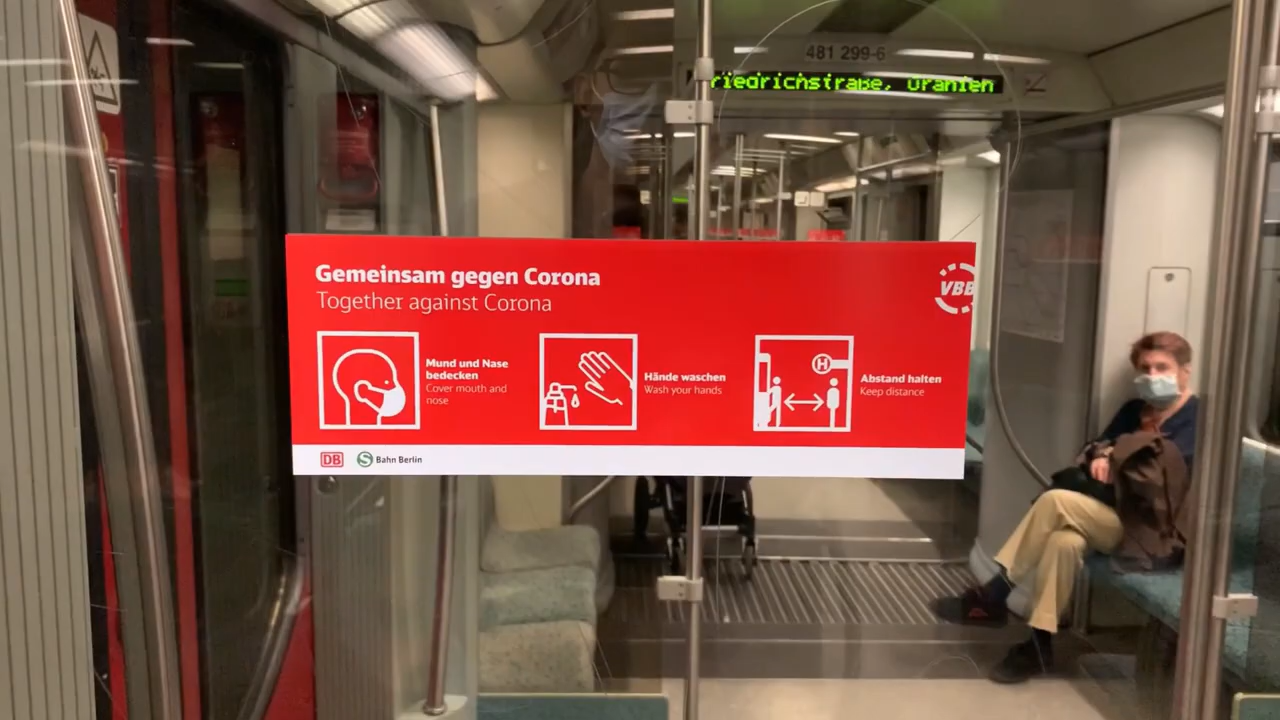 481 299-6
riedrichstraße, Oranien
Gemeinsam gegen Corona
Together against Corona
VBB
Mund und Nase
bedecken
Cover mouth and
nose
Hände waschen
Wash your hands
H
Abstand halten
Keep distance
DB
S Bahn Berlin